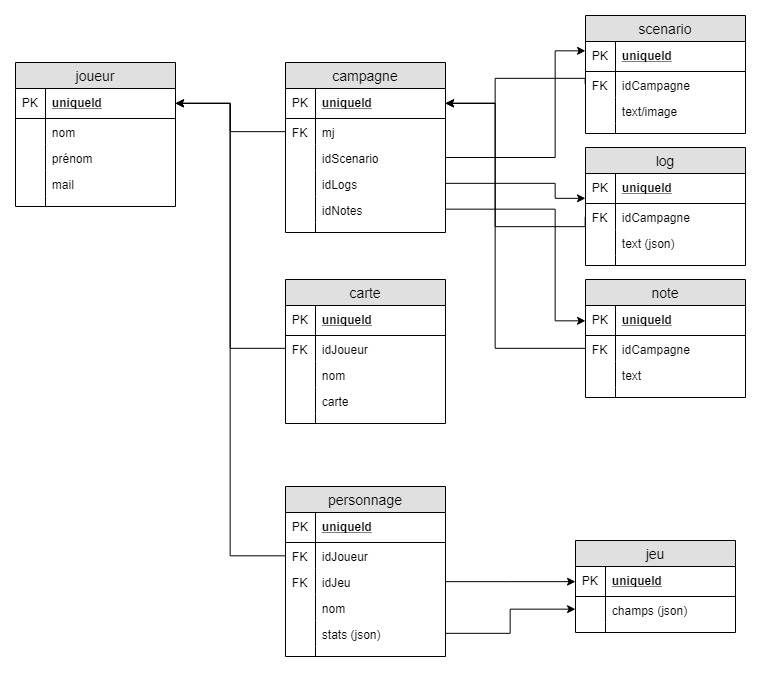 joueur
PK uniqueId
nom
prénom
mail
campagne
PK uniqueId
FK mj
idScenario
idLogs
idNotes
scenario
PK uniqueId
FK idCampagne
text/image
log
PK uniqueId
FK idCampagne
text (json)
carte
PK uniqueId
FK idJoueur
nom
carte
note
PK uniqueId
FK idCampagne
text
personnage
PK uniqueId
FK idJoueur
FK idJeu
nom
stats (json)
jeu
PK uniqueId
champs (json)